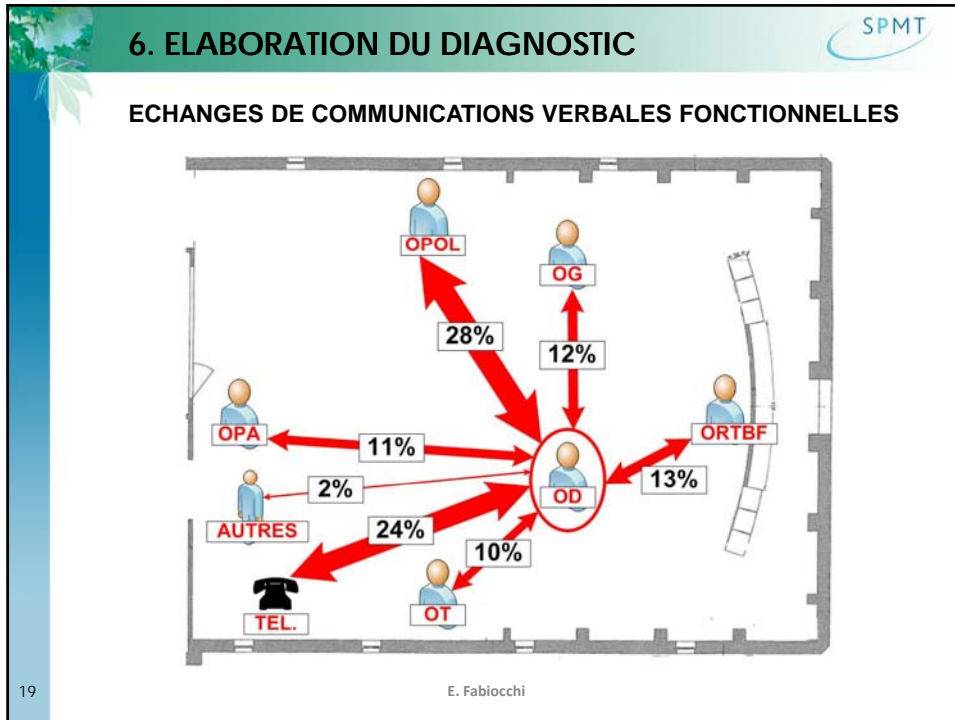 6. ELABORATION DU DIAGNOSTIC
SPMT
ECHANGES DE COMMUNICATIONS VERBALES FONCTIONNELLES
OPOL
OG
28%
12%
OPA
ORTBF
11%
13%
OD
2%
AUTRES
24%
10%
OT
TEL.
19
E. Fabiocchi